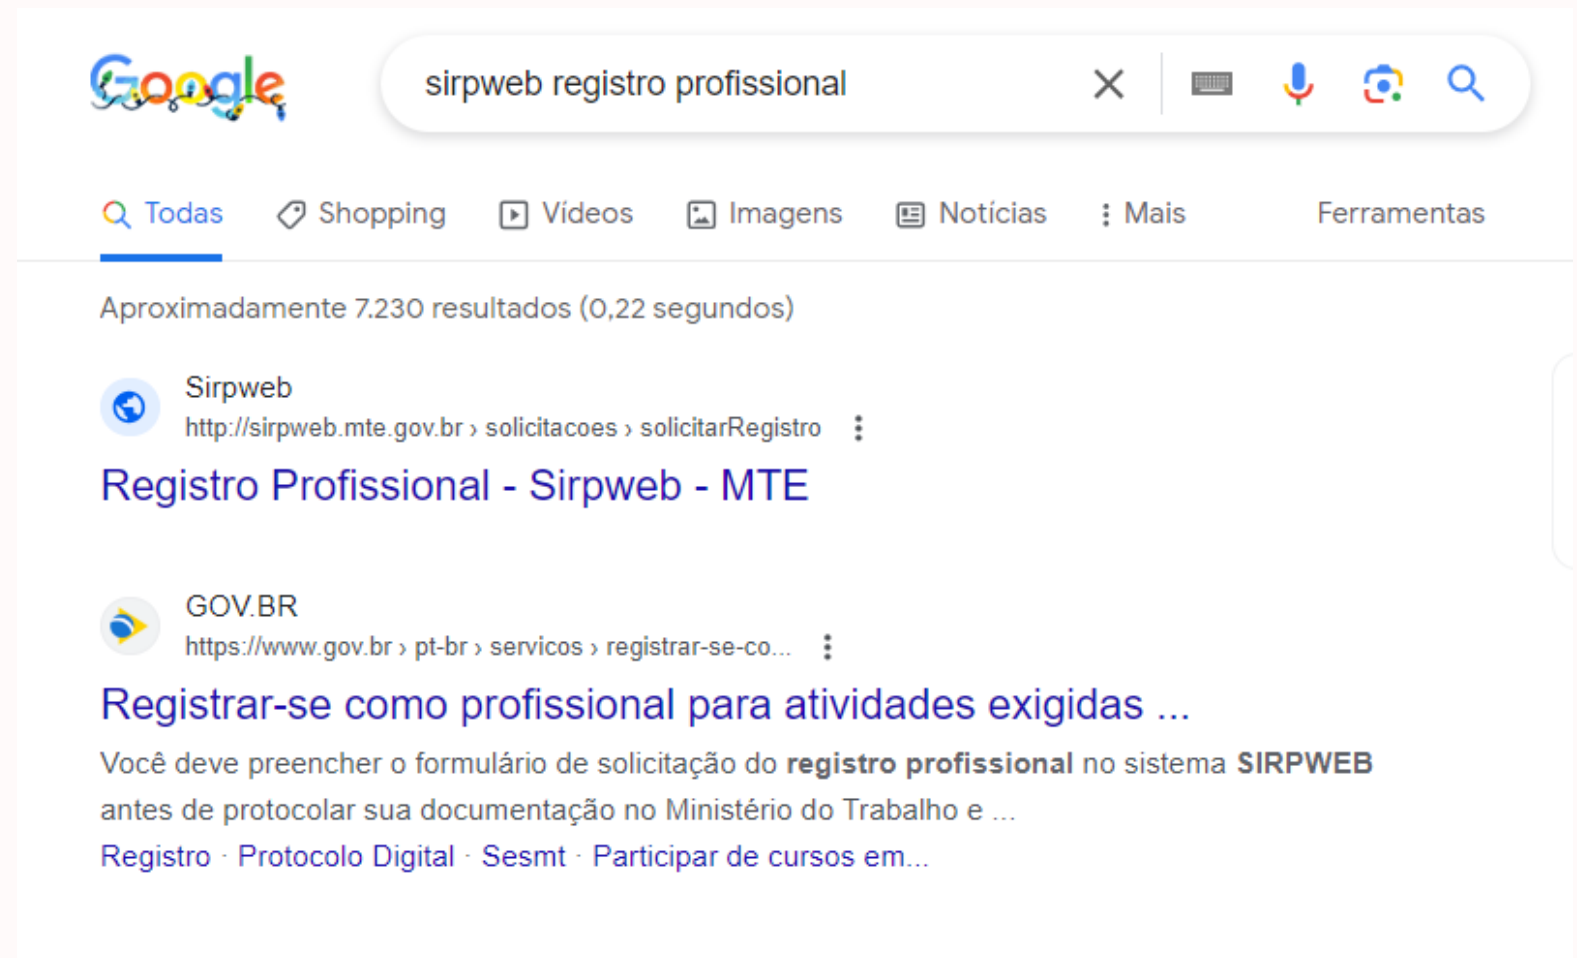 Google
sirpweb registro profissional
Todas Shopping Vídeos Imagens Notícias Mais Ferramentas
Aproximadamente 7.230 resultados (0,22 segundos)
Sirpweb
http://sirpweb.mte.gov.br › solicitacoes › solicitarRegistro
Registro Profissional - Sirpweb - MTE
GOV.BR
https://www.gov.br › pt-br › servicos › registrar-se-co...
Registrar-se como profissional para atividades exigidas ...
Você deve preencher o formulário de solicitação do registro profissional no sistema SIRPWEB
antes de protocolar sua documentação no Ministério do Trabalho e ...
Registro · Protocolo Digital · Sesmt · Participar de cursos em...